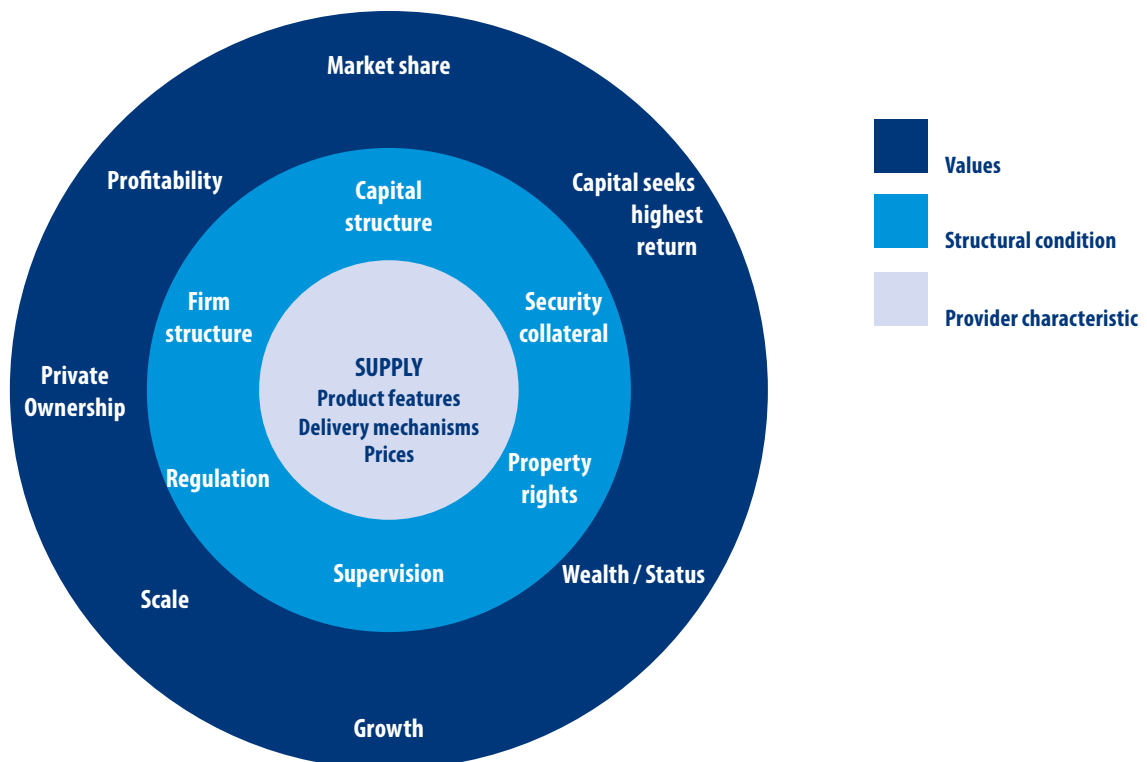 Market share
Profitability
Capital seeks
highest
return
Capital
structure
Firm
structure
Security
collateral
SUPPLY
Product features
Delivery mechanisms
Prices
Private
Ownership
Regulation
Property
rights
Supervision
Wealth / Status
Scale
Growth
Values
Structural condition
Provider characteristic